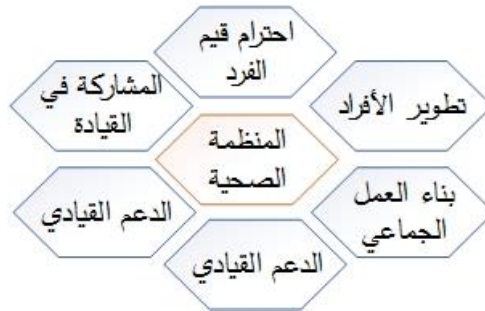 احترام قيم
الفرد
المشاركة في
القيادة
تطوير الأفراد
المنظمة
الصحية
بناء العمل
الجماعي
الدعم القيادي
الدعم القيادي